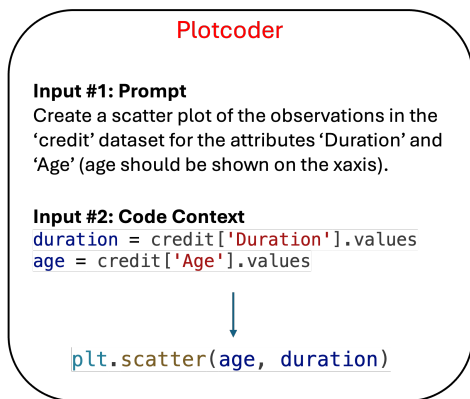 Plotcoder
Input #1: Prompt
Create a scatter plot of the observations in the
‘credit’ dataset for the attributes ‘Duration’ and
‘Age’ (age should be shown on the xaxis).
Input #2: Code Context
duration = credit['Duration'].values
age = credit['Age'].values
plt.scatter(age, duration)